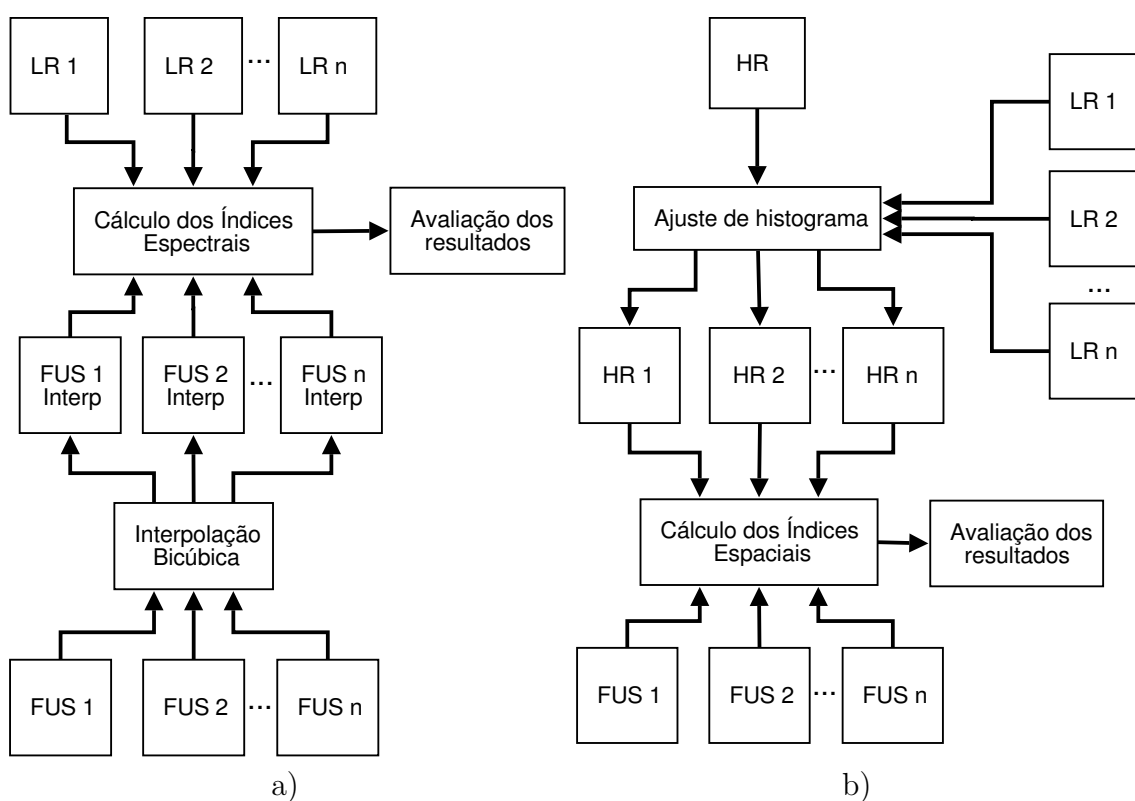 LR 1
LR 2
...
LR n
Cálculo dos Índices
Espectrais
Avaliação dos
resultados
FUS 1
Interp
FUS 2
Interp
...
FUS n
Interp
Interpolação
Bicúbica
FUS 1
FUS 2
...
FUS n
a)
HR
LR 1
LR 2
...
LR n
Ajuste de histograma
HR 1
HR 2
...
HR n
Cálculo dos Índices
Espaciais
Avaliação dos
resultados
FUS 1
FUS 2
...
FUS n
b)